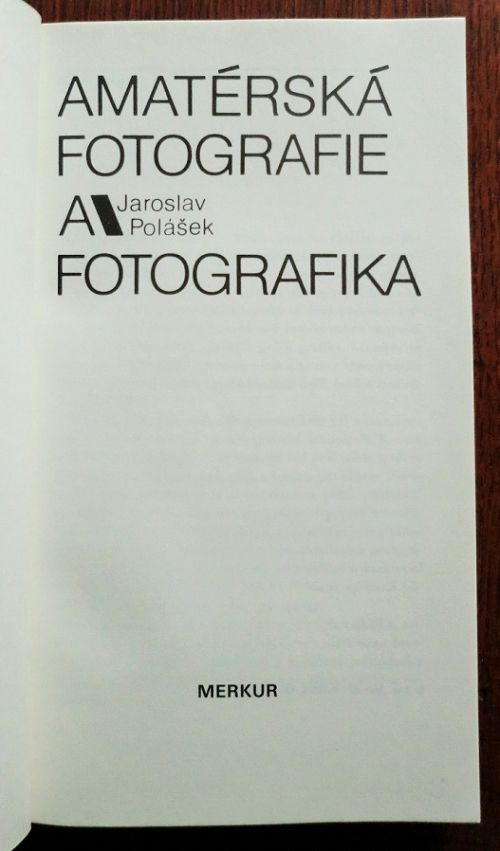 AMATÉRSKÁ
FOTOGRAFIE
A Jaroslav
Polášek
FOTOGRAFIKA
MERKUR